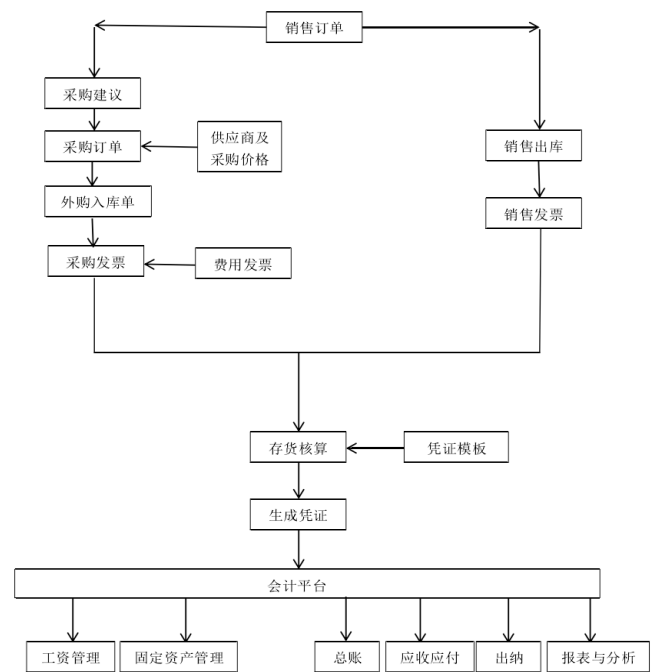 销售订单
采购建议
采购订单
供应商及
采购价格
销售出库
外购入库单
销售发票
采购发票
费用发票
存货核算
凭证模板
生成凭证
会计平台
工资管理
固定资产管理
总账
应收应付
出纳
报表与分析